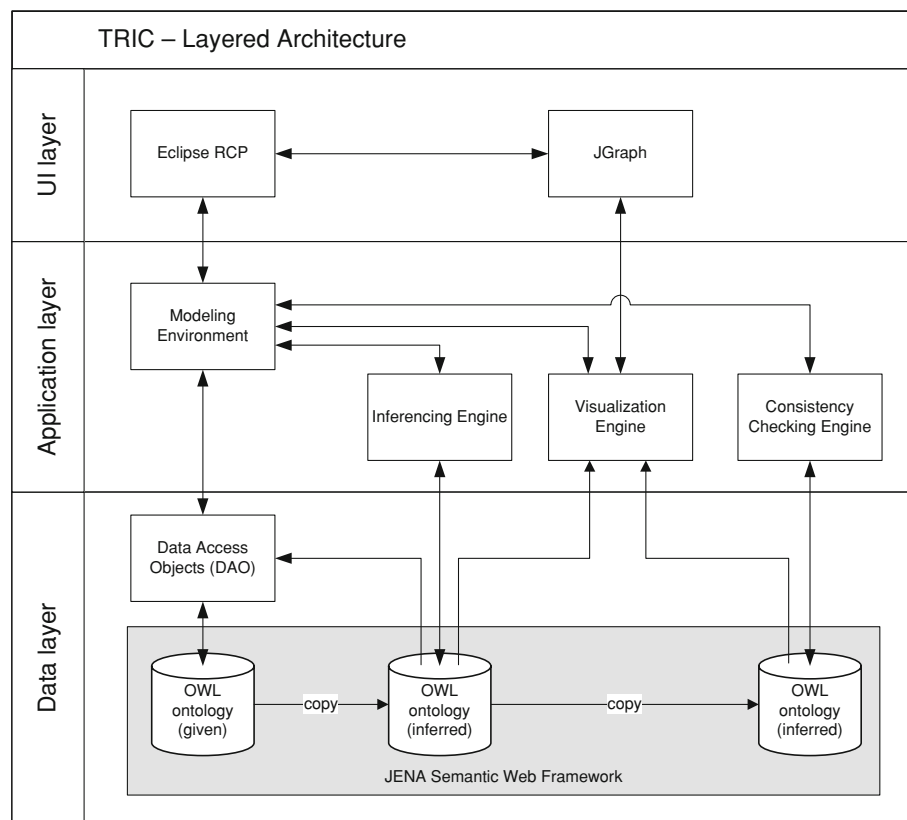 TRIC – Layered Architecture
UI layer
Eclipse RCP
JGraph
Application layer
Modeling
Environment
Inferencing Engine
Visualization
Engine
Consistency
Checking Engine
Data layer
Data Access
Objects (DAO)
OWL
ontology
(given)
copy
OWL
ontology
(inferred)
copy
OWL
ontology
(inferred)
JENA Semantic Web Framework